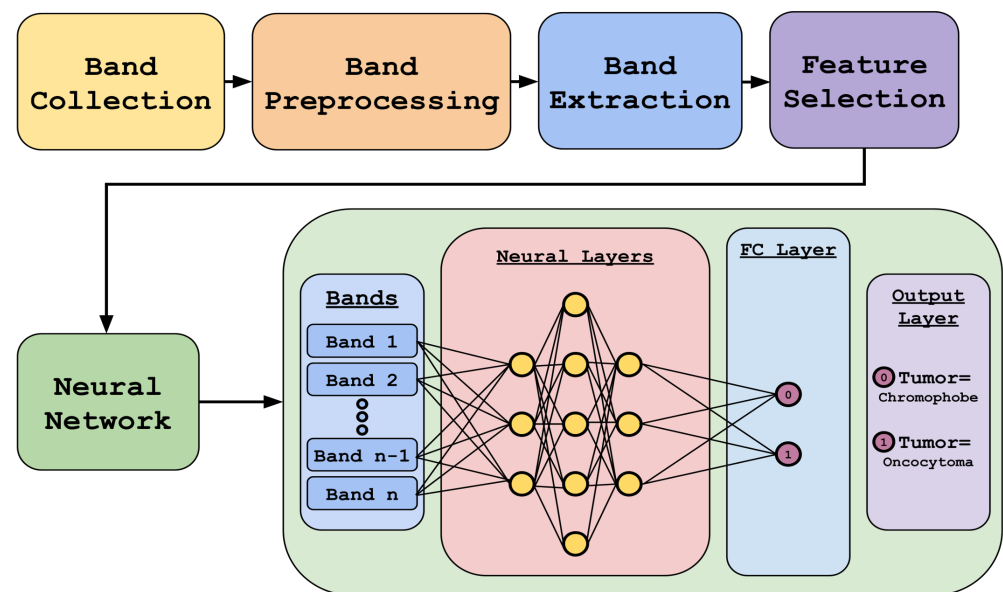 Band
Collection
Band
Preprocessing
Band
Extraction
Feature
Selection
Neural
Network
Bands
Band 1
Band 2
Band n-1
Band n
Neural Layers
FC Layer
0
1
Output
Layer
0 Tumor=
Chromophobe
1 Tumor=
Oncocytoma